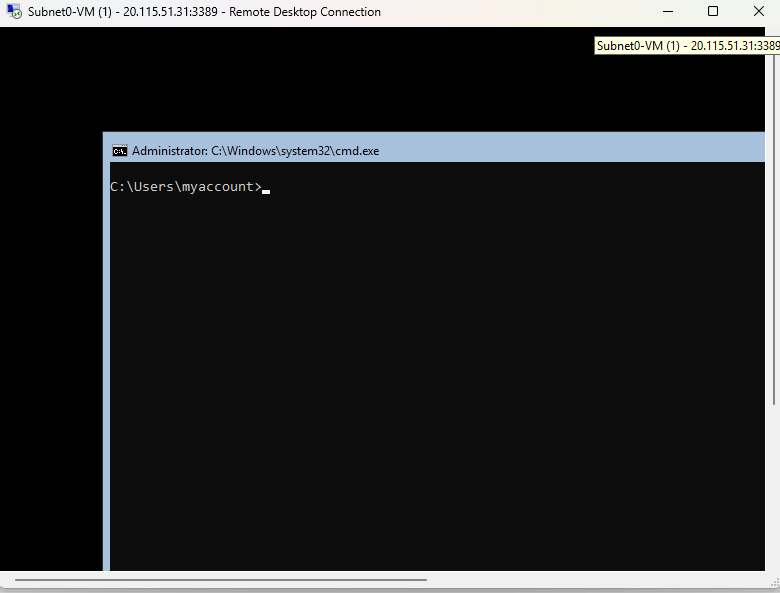 Subnet0-VM (1) - 20.115.51.31:3389 - Remote Desktop Connection
Subnet0-VM (1) - 20.115.51.31:3389
Administrator: C:\Windows\system32\cmd.exe
C:\Users\myaccount>